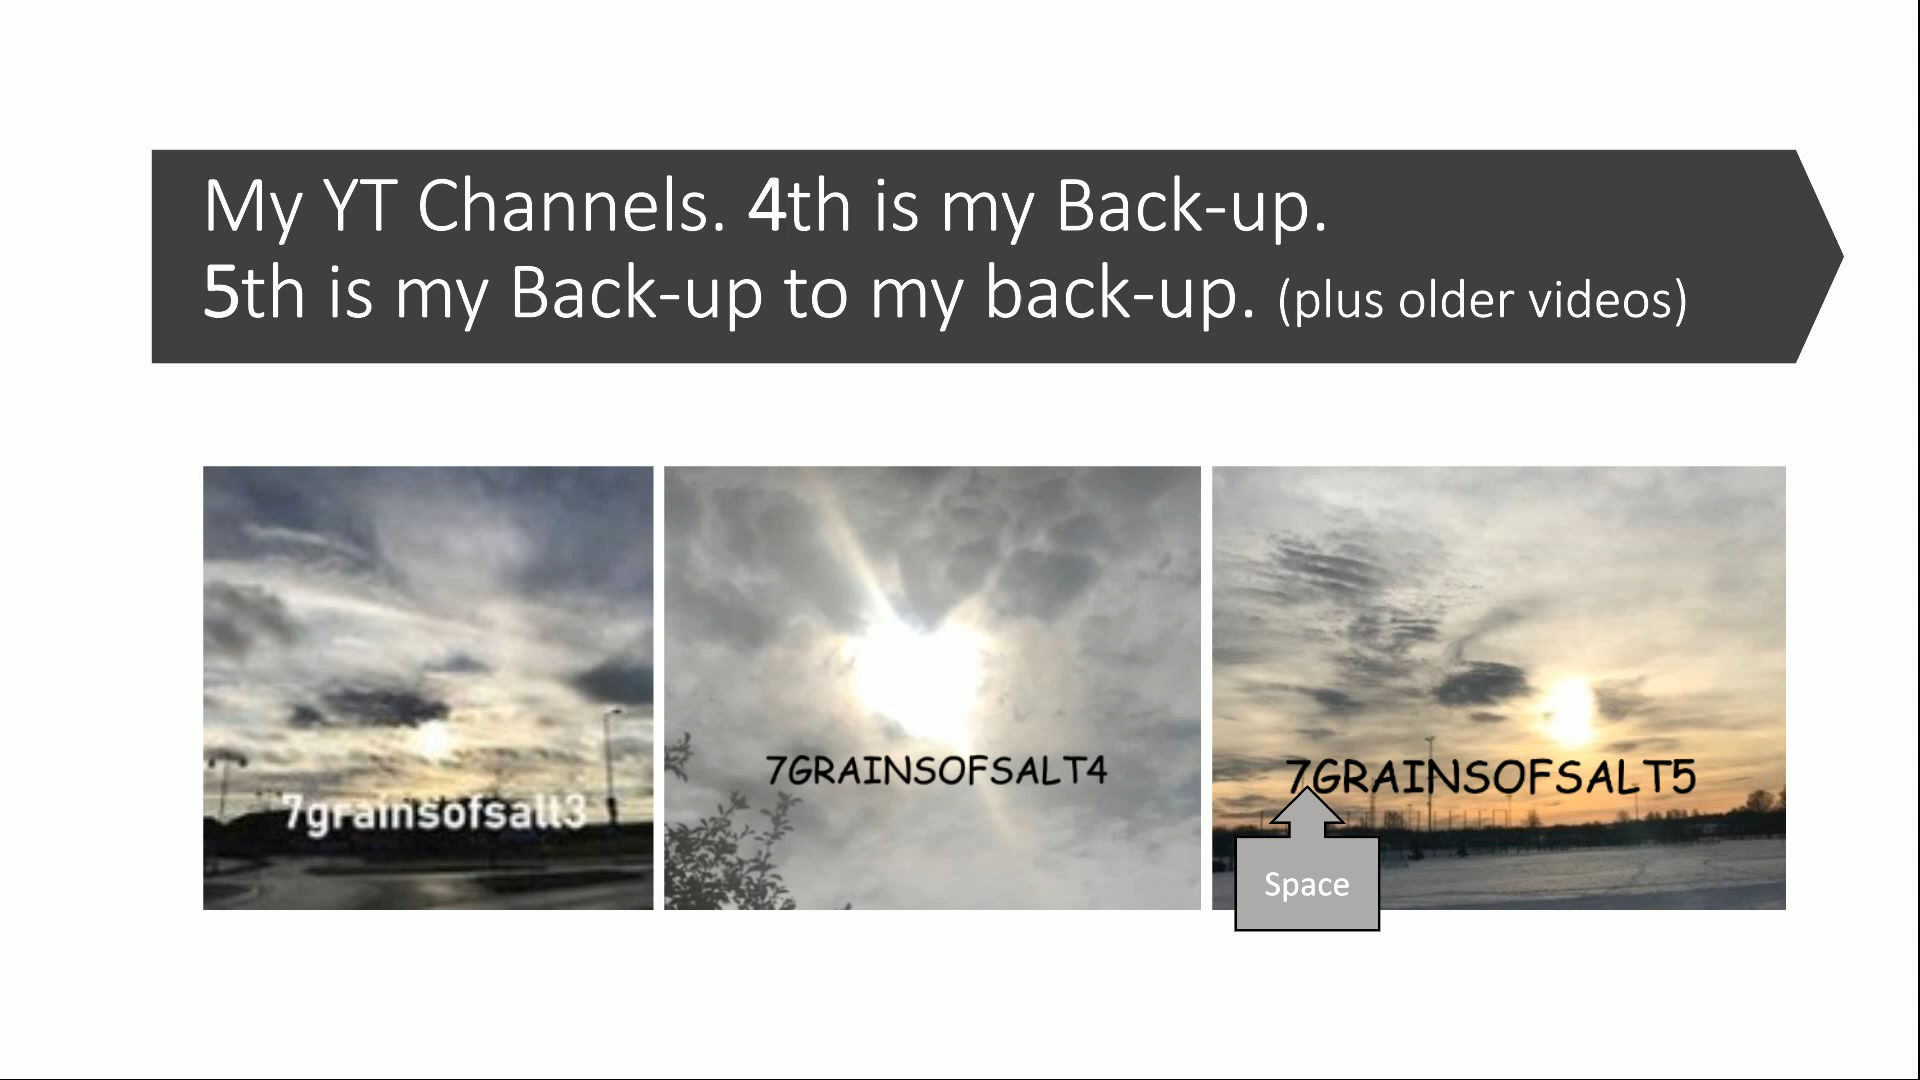 My YT Channels. 4th is my Back-up.
5th is my Back-up to my back-up. (plus older videos)
7grainsofsalt3
7GRAINSOFSALT4
7GRAINSOFSALT5
Space